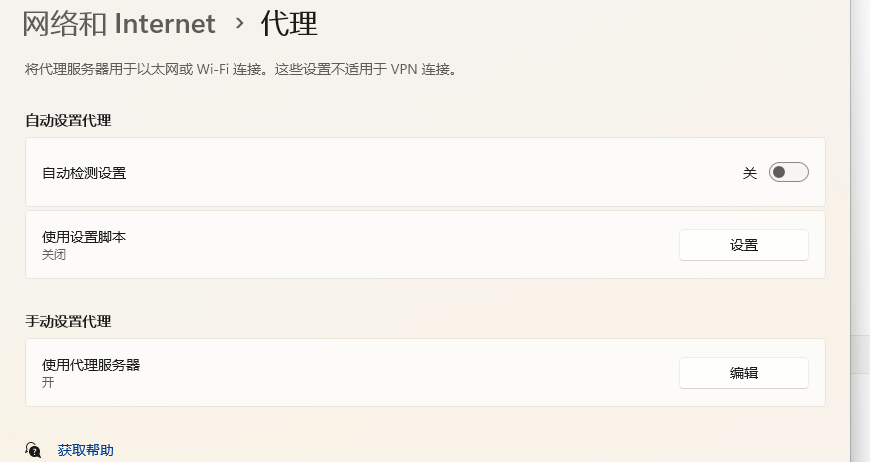 网络和 Internet › 代理
将代理服务器用于以太网或 Wi-Fi 连接。这些设置不适用于 VPN 连接。
自动设置代理
自动检测设置 关
使用设置脚本
关闭
设置
手动设置代理
使用代理服务器
开
编辑
获取帮助